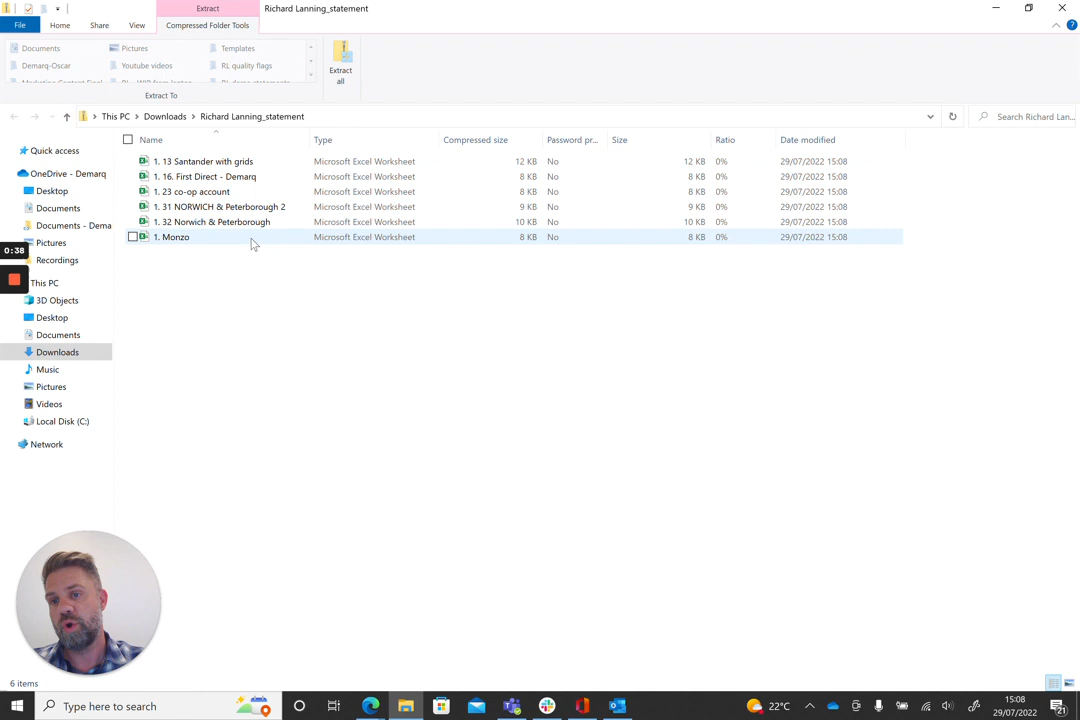 Extract
Richard Lanning_statement
File
Home
Share
View
Compressed Folder Tools
Documents
Pictures
Templates
Demarq-Oscar
Youtube videos
RL quality flags
Extract all
Extract To
This PC
Downloads
Richard Lanning_statement
Search Richard Lan...
Name
Type
Compressed size
Password pr...
Size
Ratio
Date modified
1. 13 Santander with grids
Microsoft Excel Worksheet
12 KB
No
12 KB
0%
29/07/2022 15:08
1. 16. First Direct - Demarq
Microsoft Excel Worksheet
8 KB
No
8 KB
0%
29/07/2022 15:08
1. 23 co-op account
Microsoft Excel Worksheet
8 KB
No
8 KB
0%
29/07/2022 15:08
1. 31 NORWICH & Peterborough 2
Microsoft Excel Worksheet
9 KB
No
9 KB
0%
29/07/2022 15:08
1. 32 Norwich & Peterborough
Microsoft Excel Worksheet
10 KB
No
10 KB
0%
29/07/2022 15:08
1. Monzo
Microsoft Excel Worksheet
8 KB
No
8 KB
0%
29/07/2022 15:08
Quick access
OneDrive - Demarq
Desktop
Documents
Documents - Dema
Pictures
0:38
Recordings
This PC
3D Objects
Desktop
Documents
Downloads
Music
Pictures
Videos
Local Disk (C:)
Network
6 items
Type here to search
22°C
15:08
29/07/2022
21